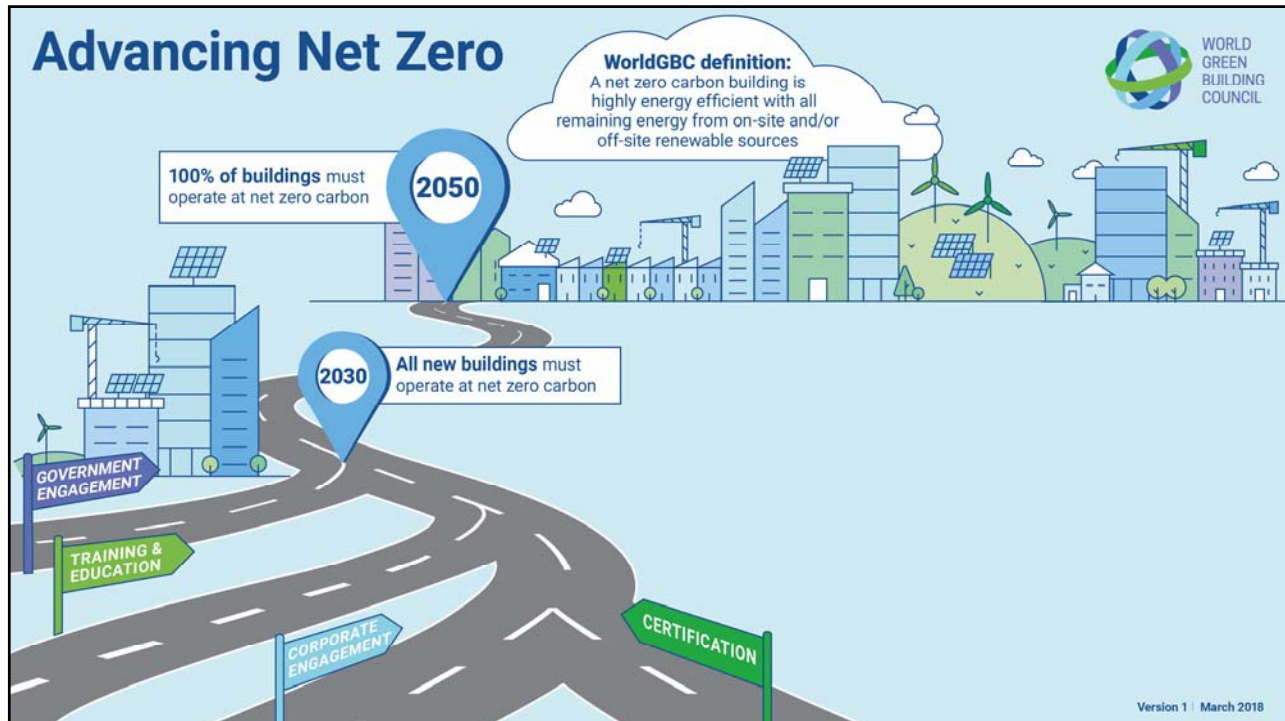 Advancing Net Zero
WorldGBC definition:
A net zero carbon building is
highly energy efficient with all
remaining energy from on-site and/or
off-site renewable sources
WORLD
GREEN
BUILDING
COUNCIL
100% of buildings must
operate at net zero carbon
2050
2030
All new buildings must
operate at net zero carbon
GOVERNMENT
ENGAGEMENT
TRAINING &
EDUCATION
CORPORATE
ENGAGEMENT
CERTIFICATION
Version 1 | March 2018